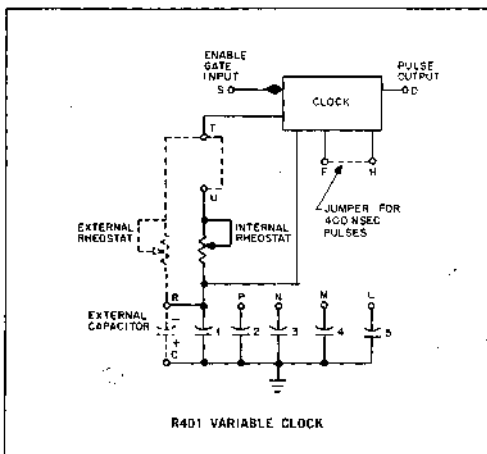 ENABLE
GATE
INPUT
S
PULSE
OUTPUT
D
CLOCK
T
F
H
U
JUMPER FOR
400 NSEC
PULSES
EXTERNAL
RHEOSTAT
INTERNAL
RHEOSTAT
EXTERNAL
CAPACITOR
R
P
N
M
L
-
+
1
2
3
4
5
C
R401 VARIABLE CLOCK